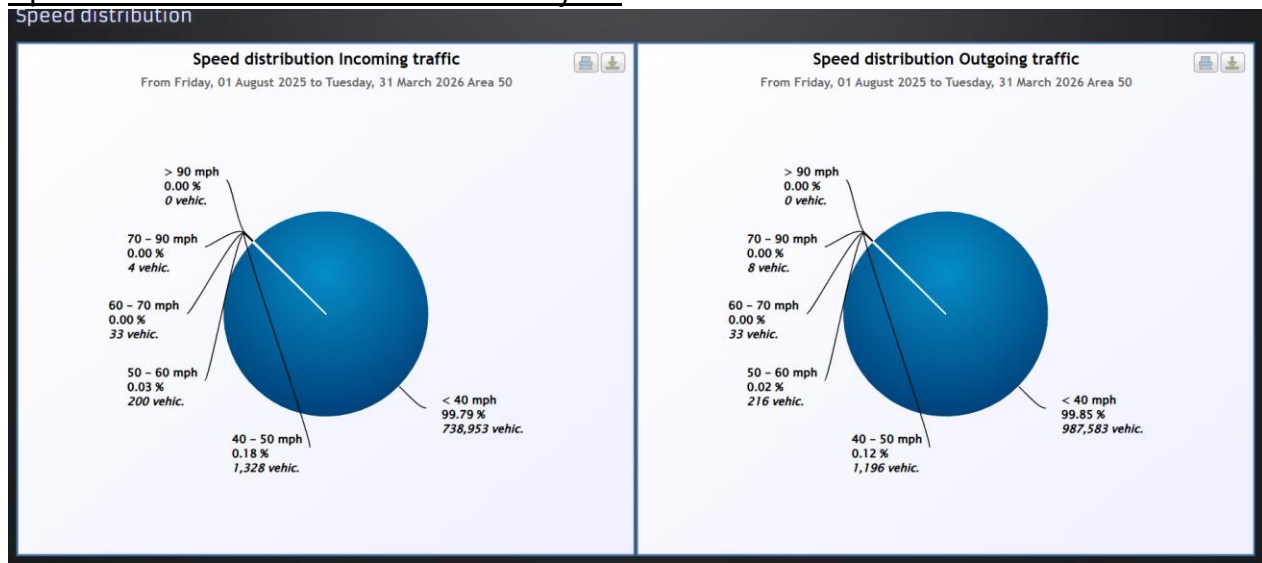 Speed distribution
Speed distribution Incoming traffic
From Friday, 01 August 2025 to Tuesday, 31 March 2026 Area 50
> 90 mph
0.00 %
0 vehic.
70 – 90 mph
0.00 %
4 vehic.
60 – 70 mph
0.00 %
33 vehic.
50 – 60 mph
0.03 %
200 vehic.
40 – 50 mph
0.18 %
1,328 vehic.
< 40 mph
99.79 %
738,953 vehic.
Speed distribution Outgoing traffic
From Friday, 01 August 2025 to Tuesday, 31 March 2026 Area 50
> 90 mph
0.00 %
0 vehic.
70 – 90 mph
0.00 %
8 vehic.
60 – 70 mph
0.00 %
33 vehic.
50 – 60 mph
0.02 %
216 vehic.
40 – 50 mph
0.12 %
1,196 vehic.
< 40 mph
99.85 %
987,583 vehic.